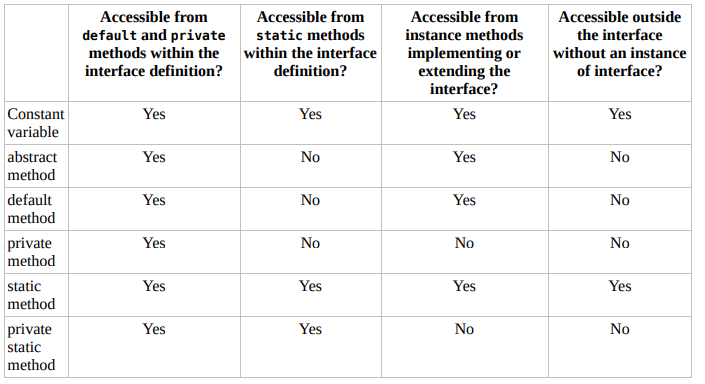 Accessible from
default and private
methods within the
interface definition?
Accessible from
static methods
within the interface
definition?
Accessible from
instance methods
implementing or
extending the
interface?
Accessible outside
the interface
without an instance
of interface?
Constant
variable
Yes
Yes
Yes
Yes
abstract
method
Yes
No
Yes
No
default
method
Yes
No
Yes
No
private
method
Yes
No
No
No
static
method
Yes
Yes
Yes
Yes
private
static
method
Yes
Yes
No
No